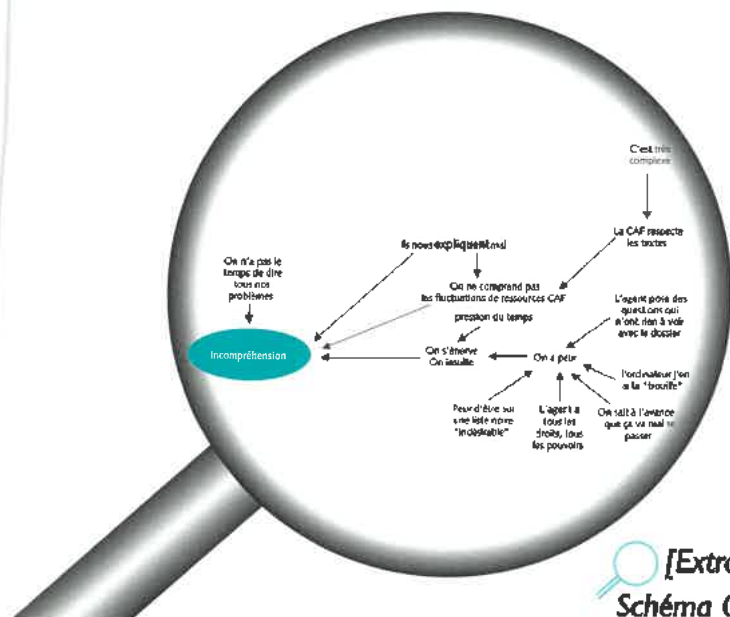 C'est très
complexe
La CAF respecte
les textes
Ils nous expliquent mal
On n'a pas le
temps de dire
tous nos
problèmes
On ne comprend pas
les fluctuations de ressources CAF
pression du temps
L'agent pose des
questions qui
n'ont rien à voir
avec le dossier
Incompréhension
On s'énerve
On insulte
On a peur
l'ordinateur j'en
ai la "trouille"
Peur d'être sur
une liste noire
"indésirable"
L'agent a
tous les
droits, tous
les pouvoirs
On sait à l'avance
que ça va mal se
passer
[Extra
Schéma